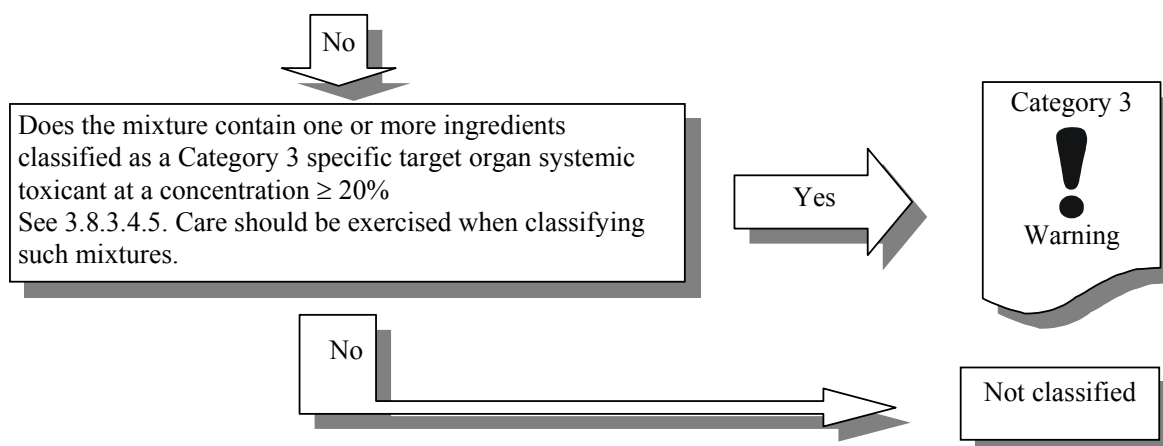 No
Does the mixture contain one or more ingredients
classified as a Category 3 specific target organ systemic
toxicant at a concentration ≥ 20%
See 3.8.3.4.5. Care should be exercised when classifying
such mixtures.
Yes
Category 3
!
Warning
No
Not classified